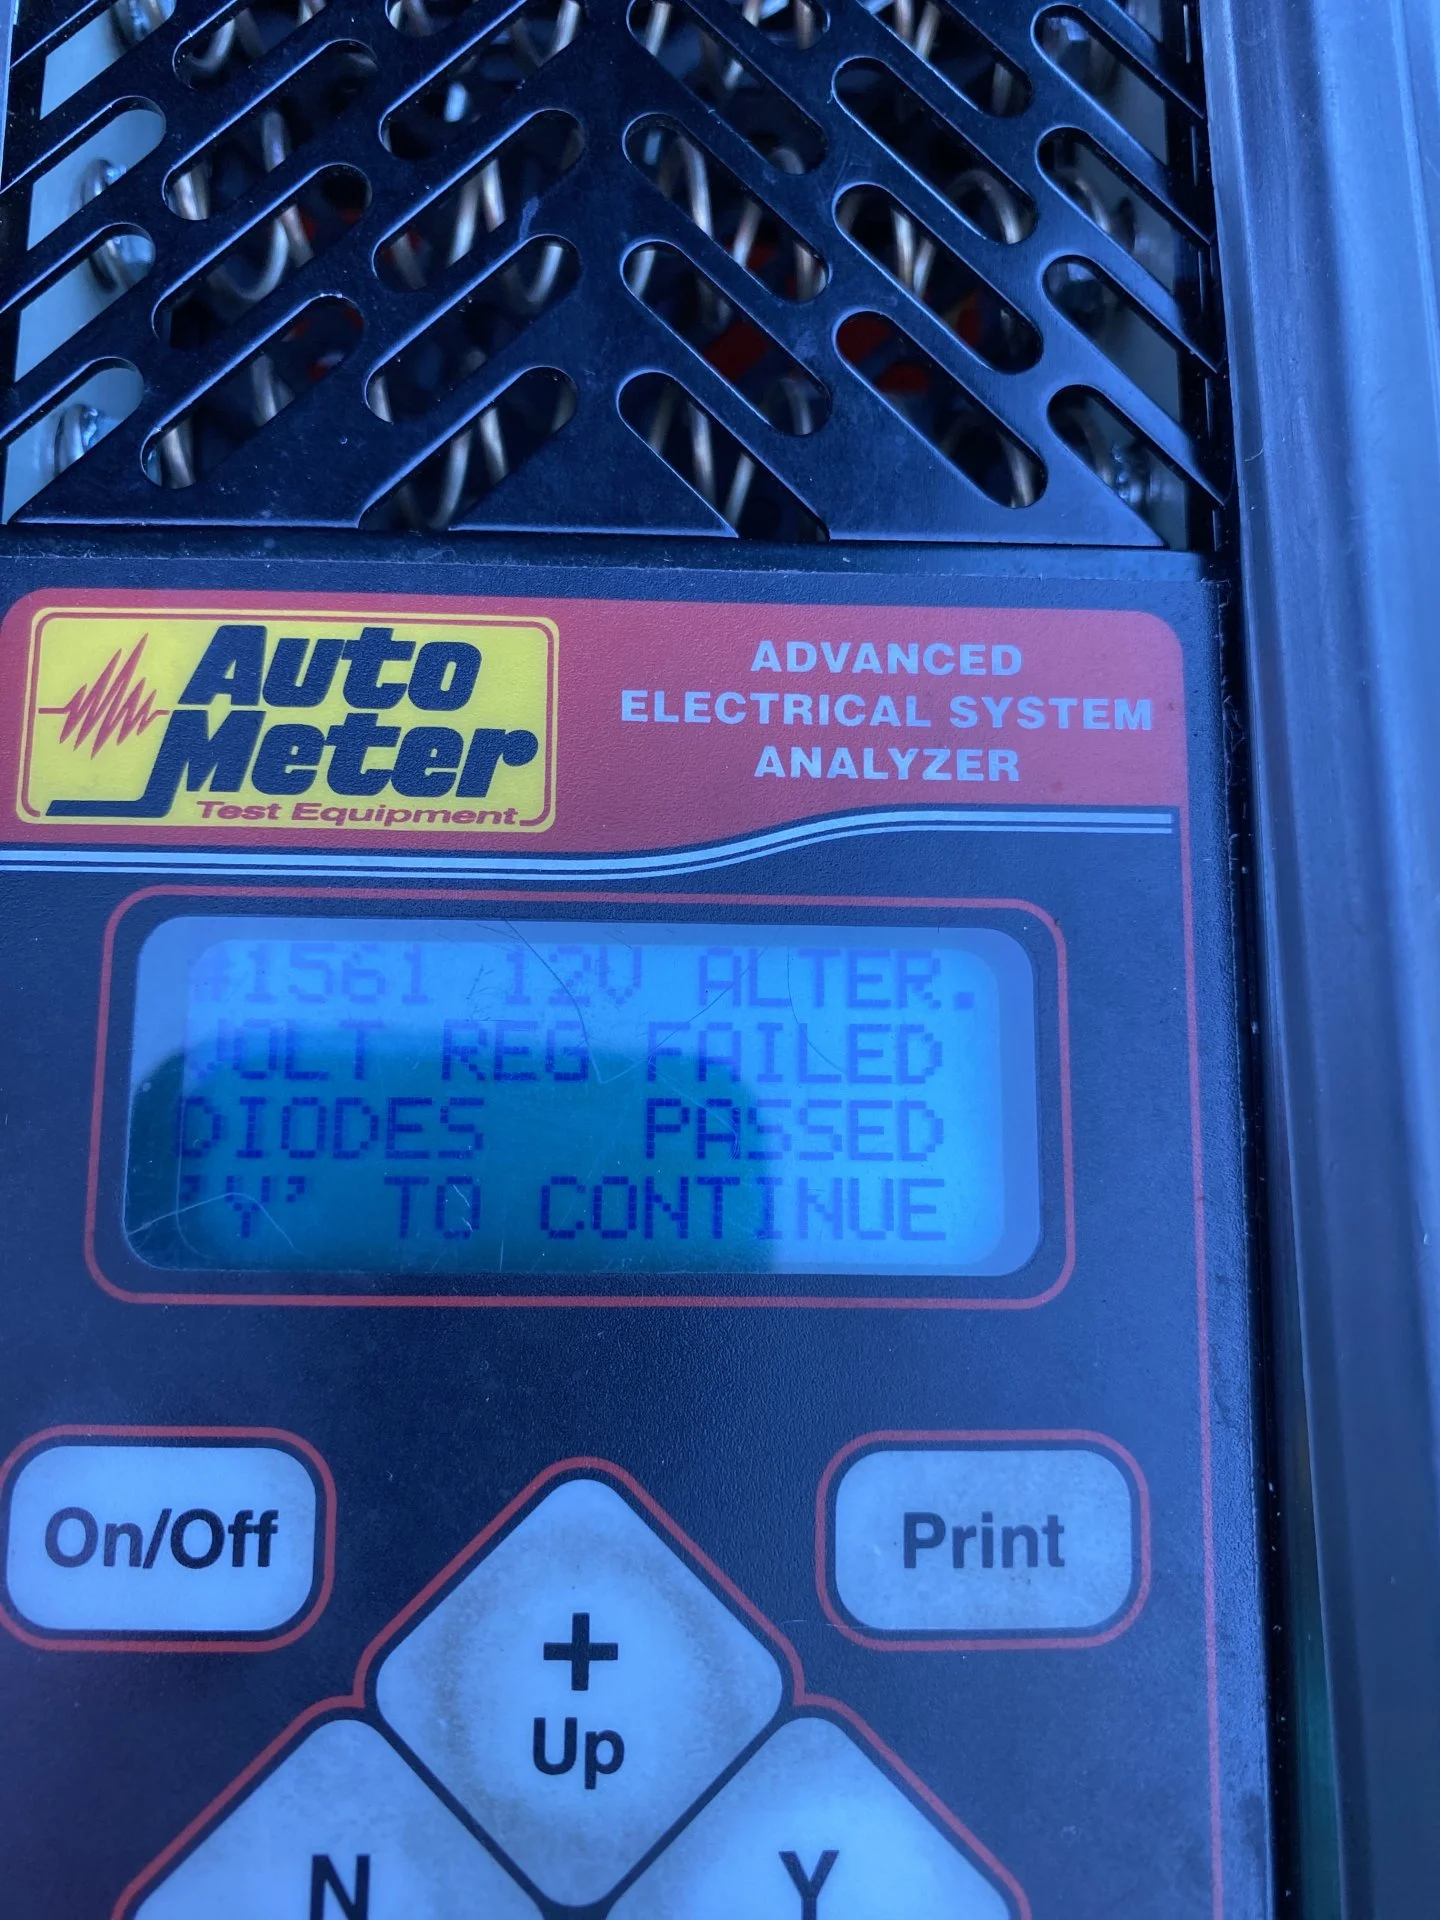 Auto
Meter
Test Equipment
ADVANCED
ELECTRICAL SYSTEM
ANALYZER
#1561 12V ALTER.
VOLT REG FAILED
DIODES PASSED
'Y' TO CONTINUE
On/Off
Print
+
Up
N
Y